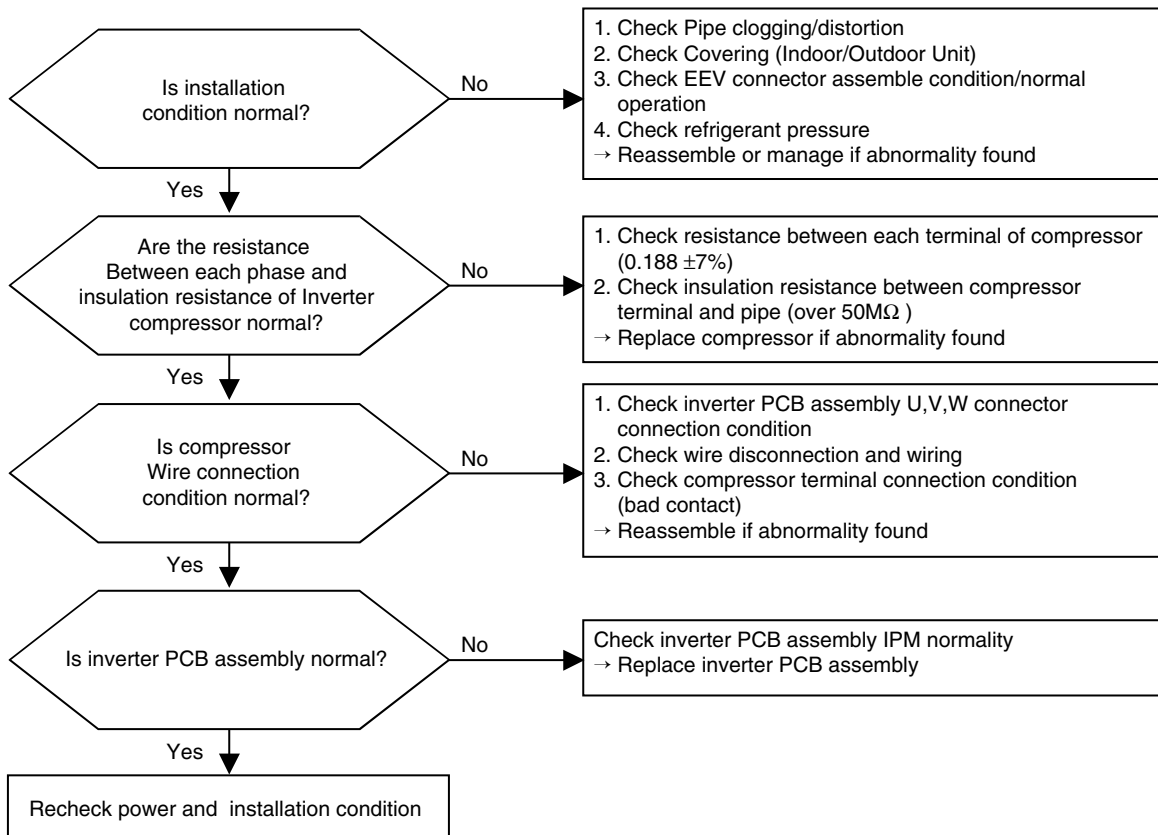 Is installation
condition normal?
No
1. Check Pipe clogging/distortion
2. Check Covering (Indoor/Outdoor Unit)
3. Check EEV connector assemble condition/normal
operation
4. Check refrigerant pressure
→ Reassemble or manage if abnormality found
Yes
Are the resistance
Between each phase and
insulation resistance of Inverter
compressor normal?
No
1. Check resistance between each terminal of compressor
(0.188 ±7%)
2. Check insulation resistance between compressor
terminal and pipe (over 50MΩ )
→ Replace compressor if abnormality found
Yes
Is compressor
Wire connection
condition normal?
No
1. Check inverter PCB assembly U,V,W connector
connection condition
2. Check wire disconnection and wiring
3. Check compressor terminal connection condition
(bad contact)
→ Reassemble if abnormality found
Yes
Is inverter PCB assembly normal?
No
Check inverter PCB assembly IPM normality
→ Replace inverter PCB assembly
Yes
Recheck power and installation condition